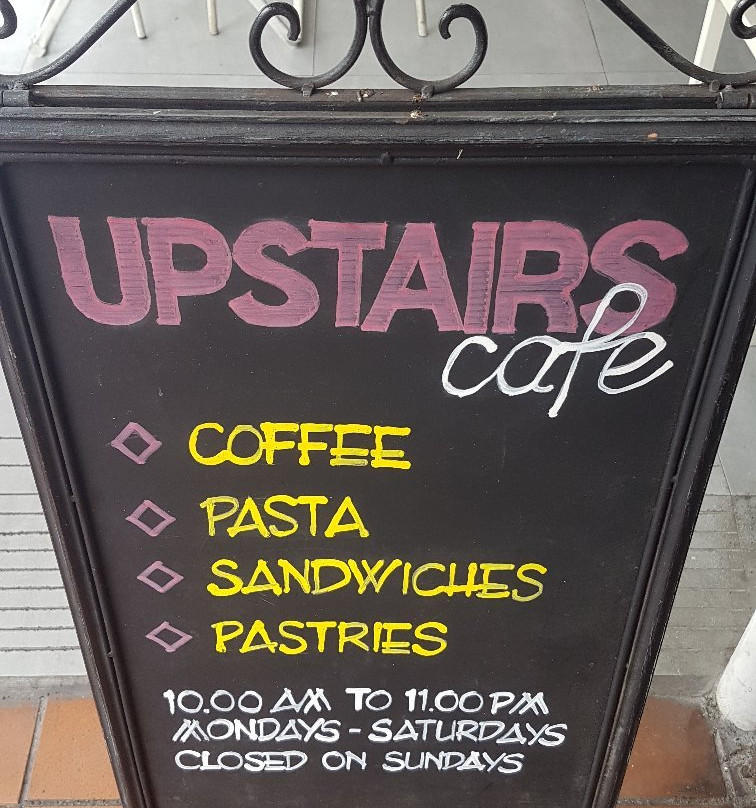 UPSTAIRS
cafe
COFFEE
PASTA
SANDWICHES
PASTRIES
10.00 AM TO 11.00 PM
MONDAYS - SATURDAYS
CLOSED ON SUNDAYS